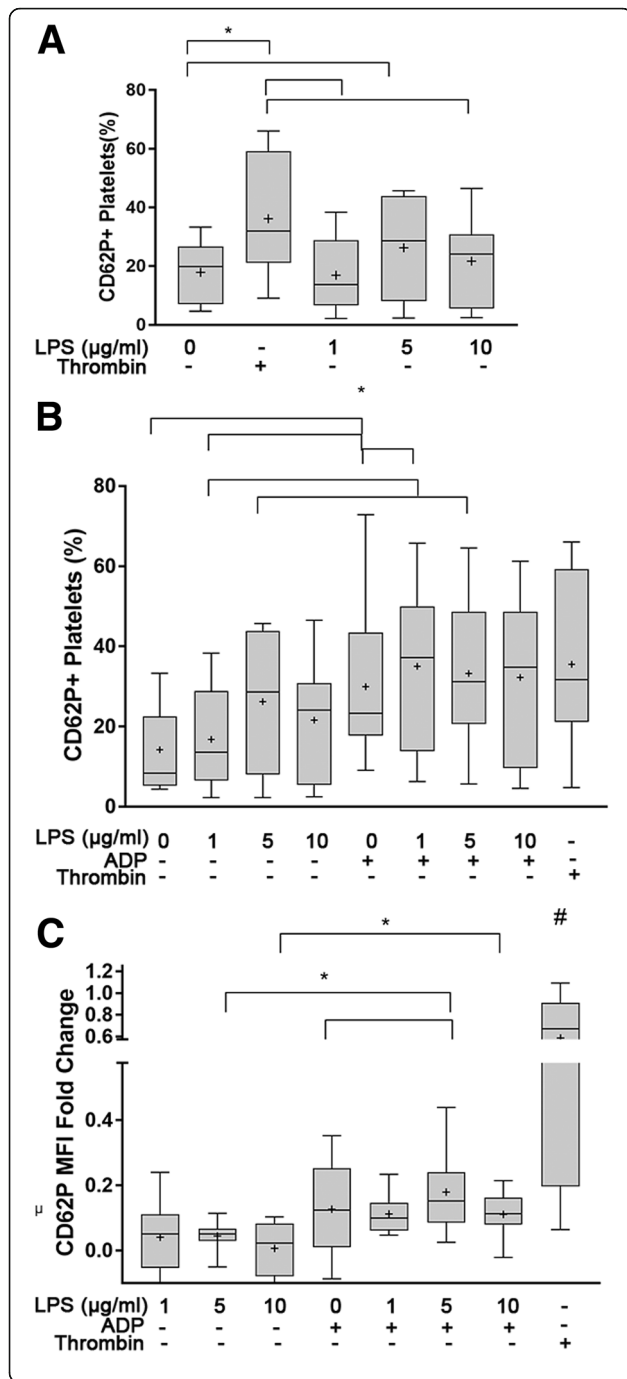 A
*
80
60
40
20
0
CD62P+ Platelets(%)
LPS (µg/ml) 0 - 1 5 10
Thrombin - + - - -
*
B
80
60
40
20
0
CD62P+ Platelets (%)
LPS (µg/ml) 0 1 5 10 0 1 5 10 -
ADP - - - - + + + + -
Thrombin - - - - - - - - +
C
*
#
*
1.2
1.0
0.8
0.6
0.4
0.2
0.0
CD62P MFI Fold Change
LPS (µg/ml) 1 5 10 0 1 5 10 -
ADP - - - + + + + -
Thrombin - - - - - - - +